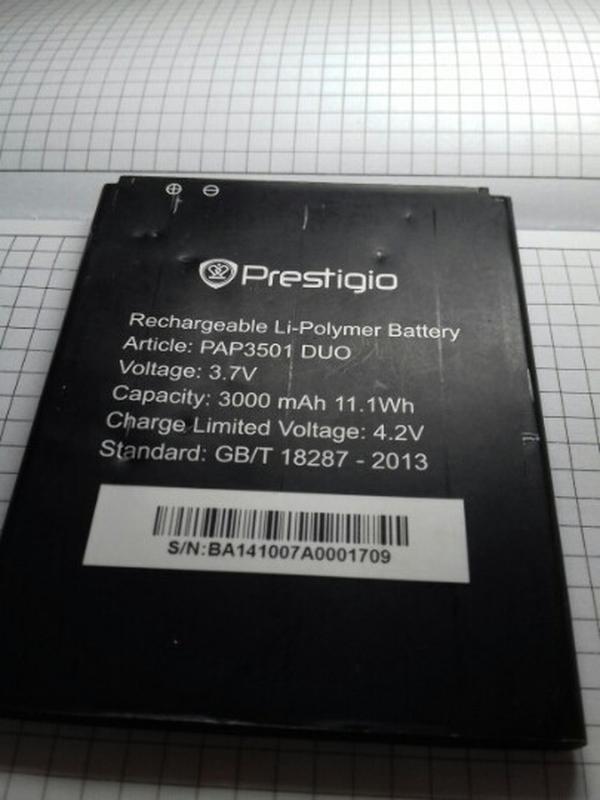 Prestigio
Rechargeable Li-Polymer Battery
Article: PAP3501 DUO
Voltage: 3.7V
Capacity: 3000 mAh 11.1Wh
Charge Limited Voltage: 4.2V
Standard: GB/T 18287 - 2013
S/N:BA141007A0001709